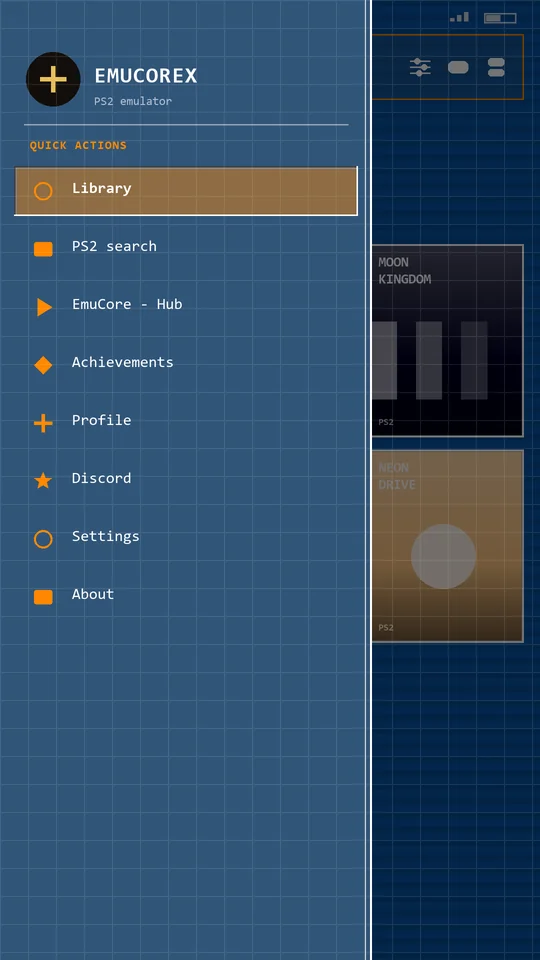 EMUCOREX
PS2 emulator
QUICK ACTIONS
Library
PS2 search
EmuCore - Hub
Achievements
Profile
Discord
Settings
About
MOON
KINGDOM
PS2
NEON
DRIVE
PS2